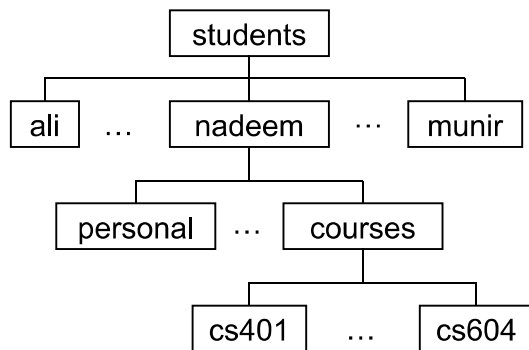 students
ali ... nadeem ... munir
personal ... courses
cs401 ... cs604